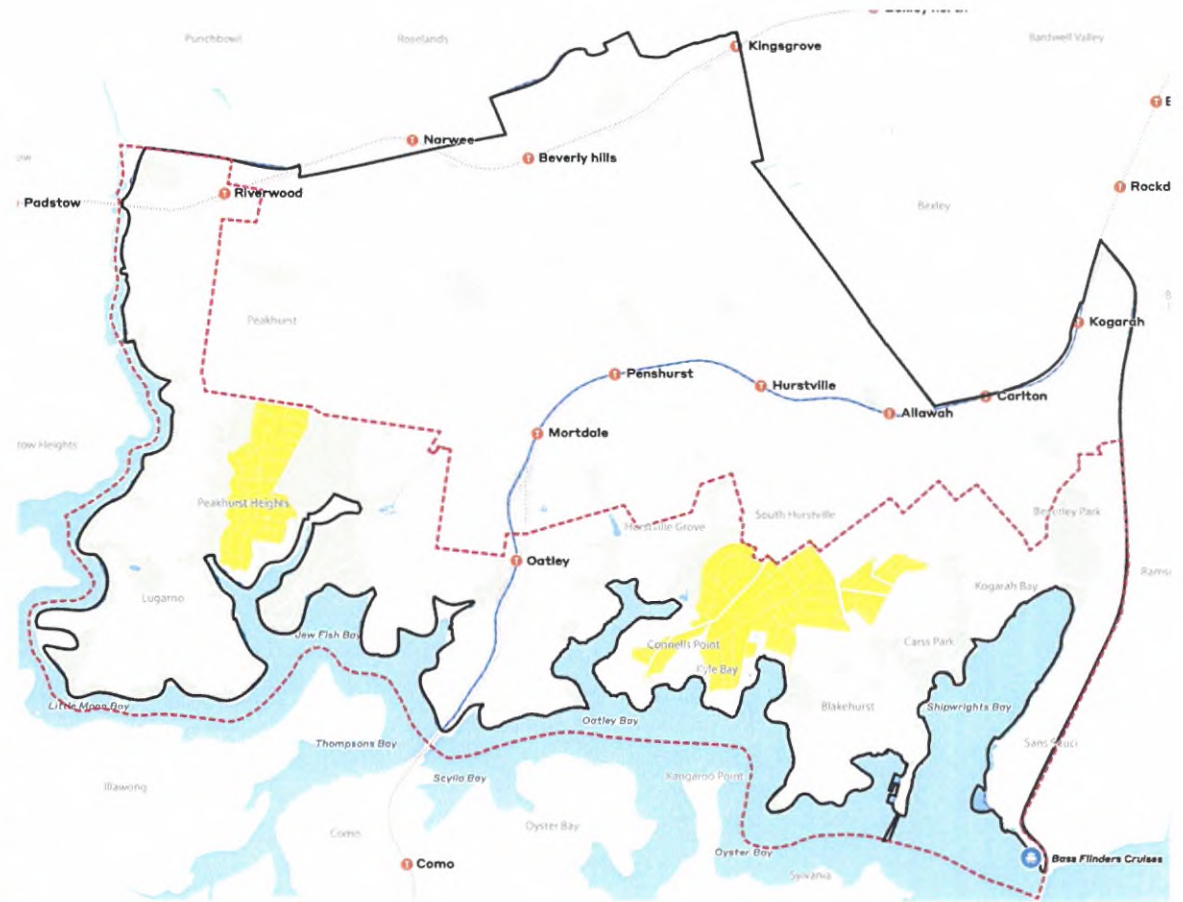 Punchbowl
Roselands
Kingsgrove
Bardwell Valley
Narwee
Beverly hills
Riverwood
Padstow
Rockd
Bexley
Peakhurst
Kogarah
Penshurst
Hurstville
Carlton
Allawah
Mortdale
row Heights
Peakhurst Heights
South Hurstville
Beverley Park
Hurstville Grove
Oatley
Lugarno
Kogarah Bay
Jew Fish Bay
Connells Point
Carss Park
Kyle Bay
Little Moon Bay
Oatley Bay
Blakehurst
Shipwrights Bay
Thompsons Bay
Sans Souci
Scylla Bay
Kangaroo Point
Illawong
Como
Oyster Bay
Oyster Bay
Sylvania
Como
Bass Flinders Cruises